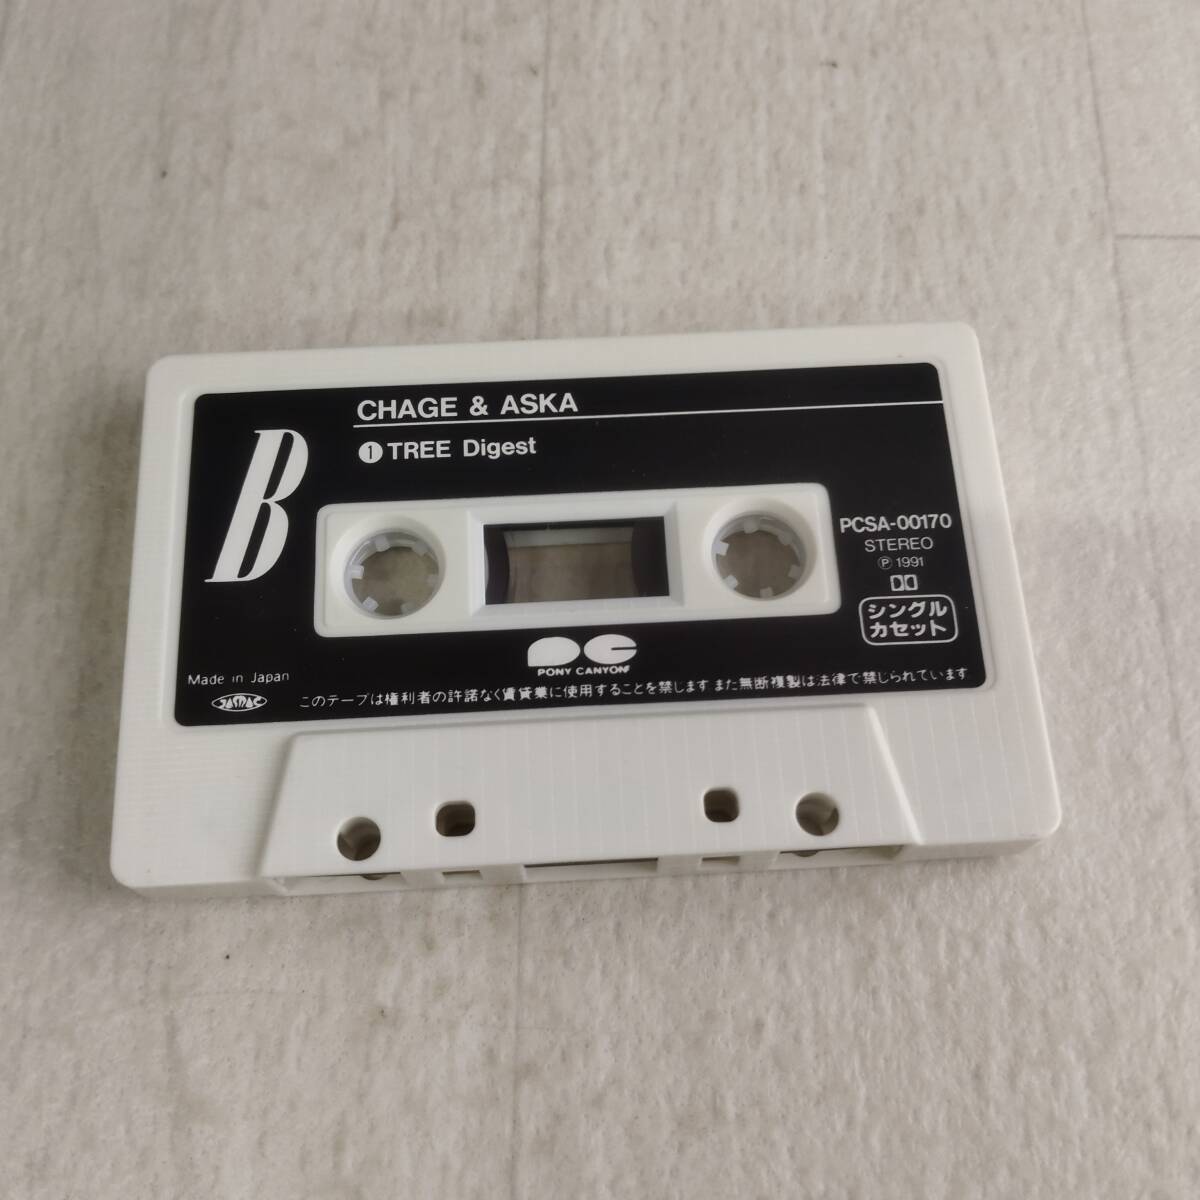 CHAGE & ASKA
B
①TREE Digest
PCSA-00170
STEREO
Ⓟ 1991
シングル
カセット
PONY CANYON
Made in Japan
JASRAC
このテープは権利者の許諾なく賃貸業に使用することを禁じます また無断複製は法律で禁じられています